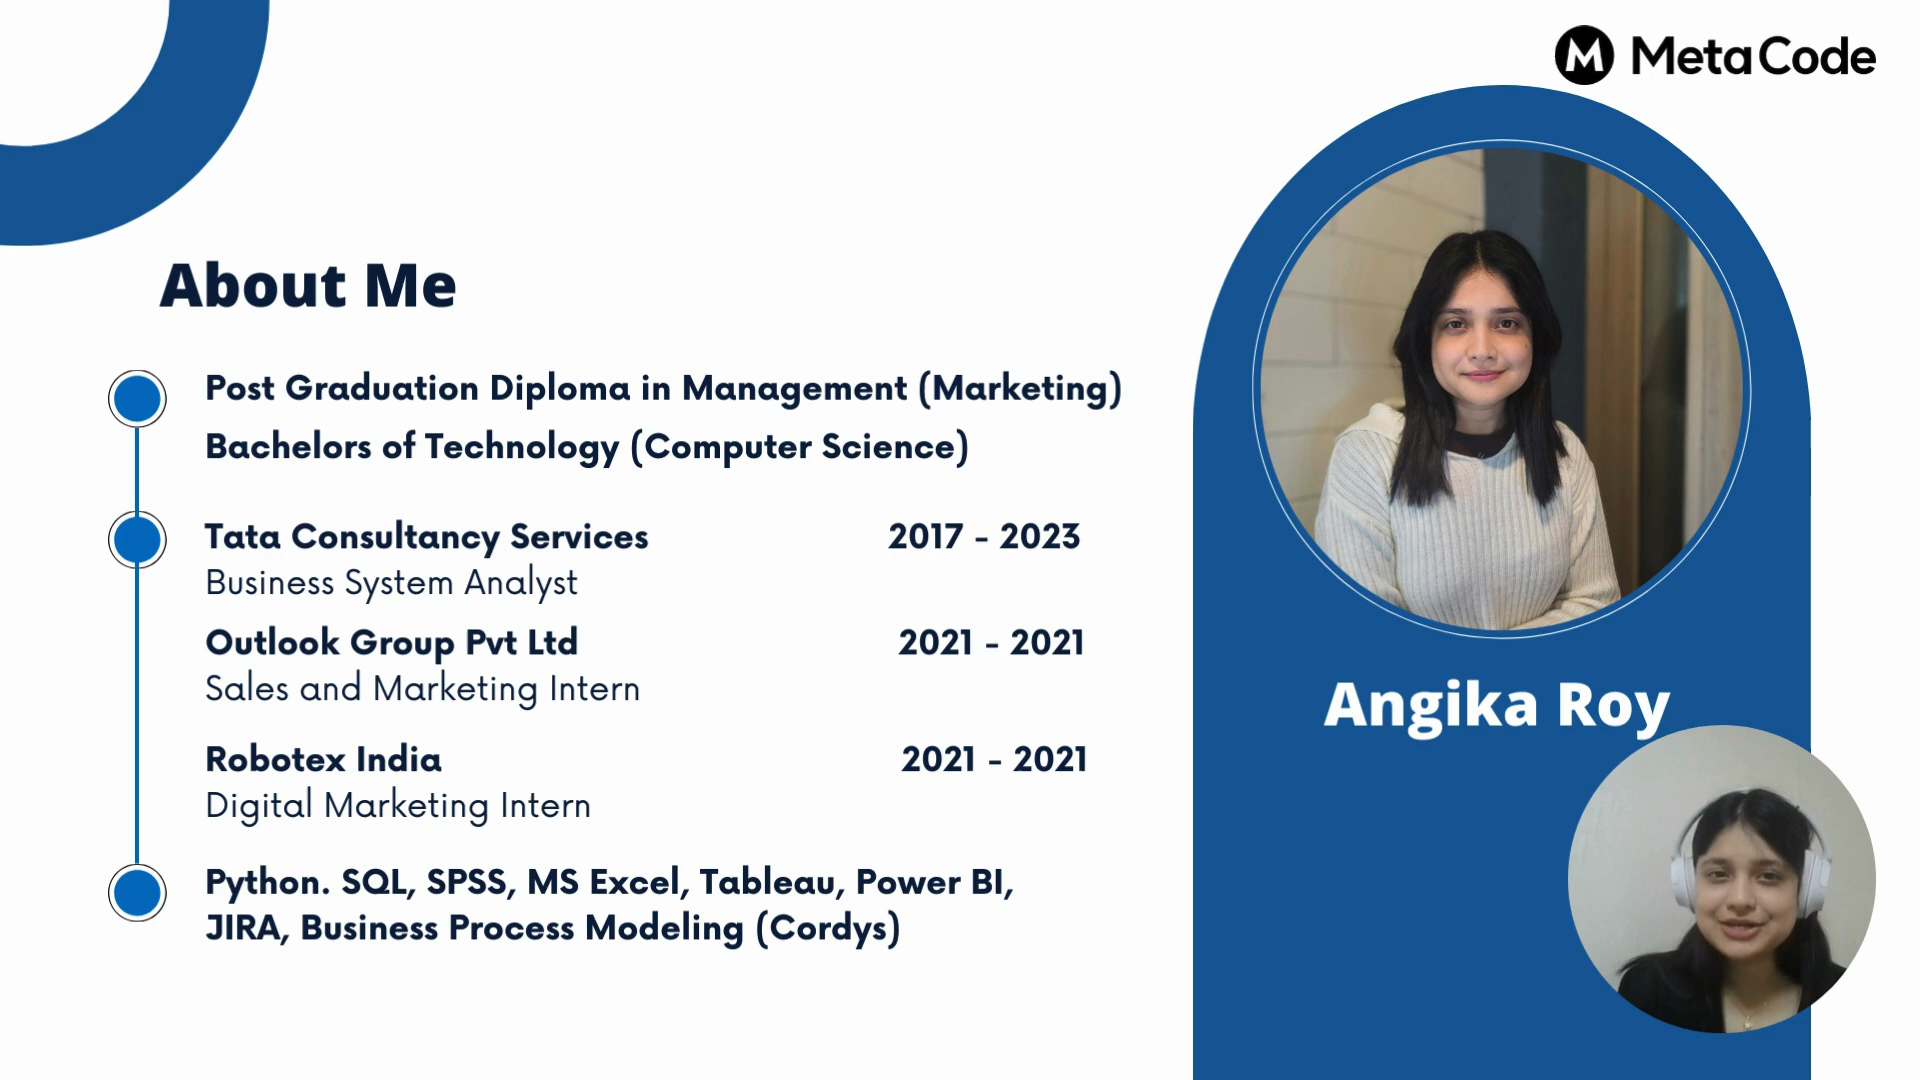 MetaCode
About Me
Post Graduation Diploma in Management (Marketing)
Bachelors of Technology (Computer Science)
Tata Consultancy Services 2017 - 2023
Business System Analyst
Outlook Group Pvt Ltd 2021 - 2021
Sales and Marketing Intern
Robotex India 2021 - 2021
Digital Marketing Intern
Python. SQL, SPSS, MS Excel, Tableau, Power BI,
JIRA, Business Process Modeling (Cordys)
Angika Roy